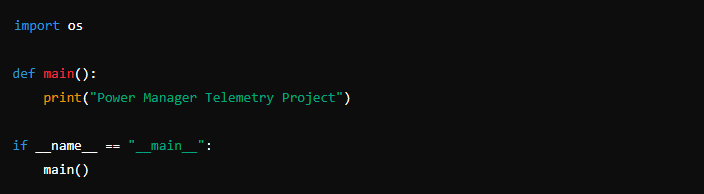 import os

def main():
    print("Power Manager Telemetry Project")

if __name__ == "__main__":
    main()